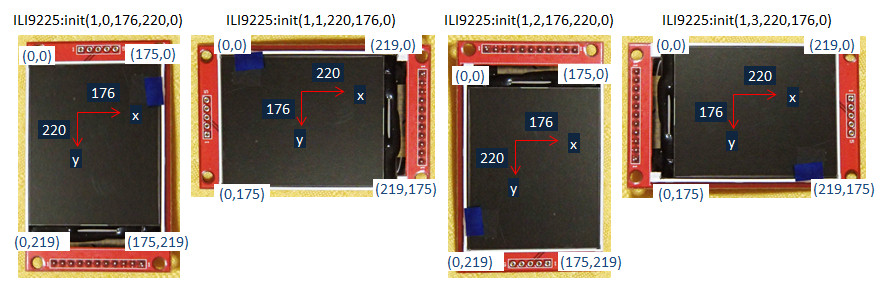 ILI9225:init(1,0,176,220,0)
(0,0)
(175,0)
176
x
220
y
(0,219)
(175,219)
ILI9225:init(1,1,220,176,0)
(0,0)
(219,0)
220
x
176
y
(0,175)
(219,175)
ILI9225:init(1,2,176,220,0)
(0,0)
(175,0)
176
x
220
y
(0,219)
(175,219)
ILI9225:init(1,3,220,176,0)
(0,0)
(219,0)
220
x
176
y
(0,175)
(219,175)